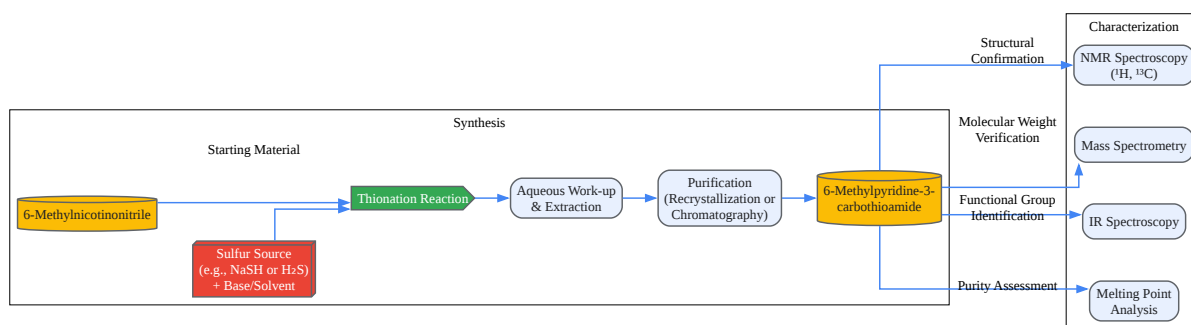 Characterization
Structural
Confirmation
NMR Spectroscopy
(¹H, ¹³C)
Synthesis
Molecular Weight
Verification
Starting Material
Mass Spectrometry
6-Methylnicotinonitrile
Thionation Reaction
Aqueous Work-up
& Extraction
Purification
(Recrystallization or
Chromatography)
6-Methylpyridine-3-
carbothioamide
Functional Group
Identification
IR Spectroscopy
Sulfur Source
(e.g., NaSH or H₂S)
+ Base/Solvent
Purity Assessment
Melting Point
Analysis